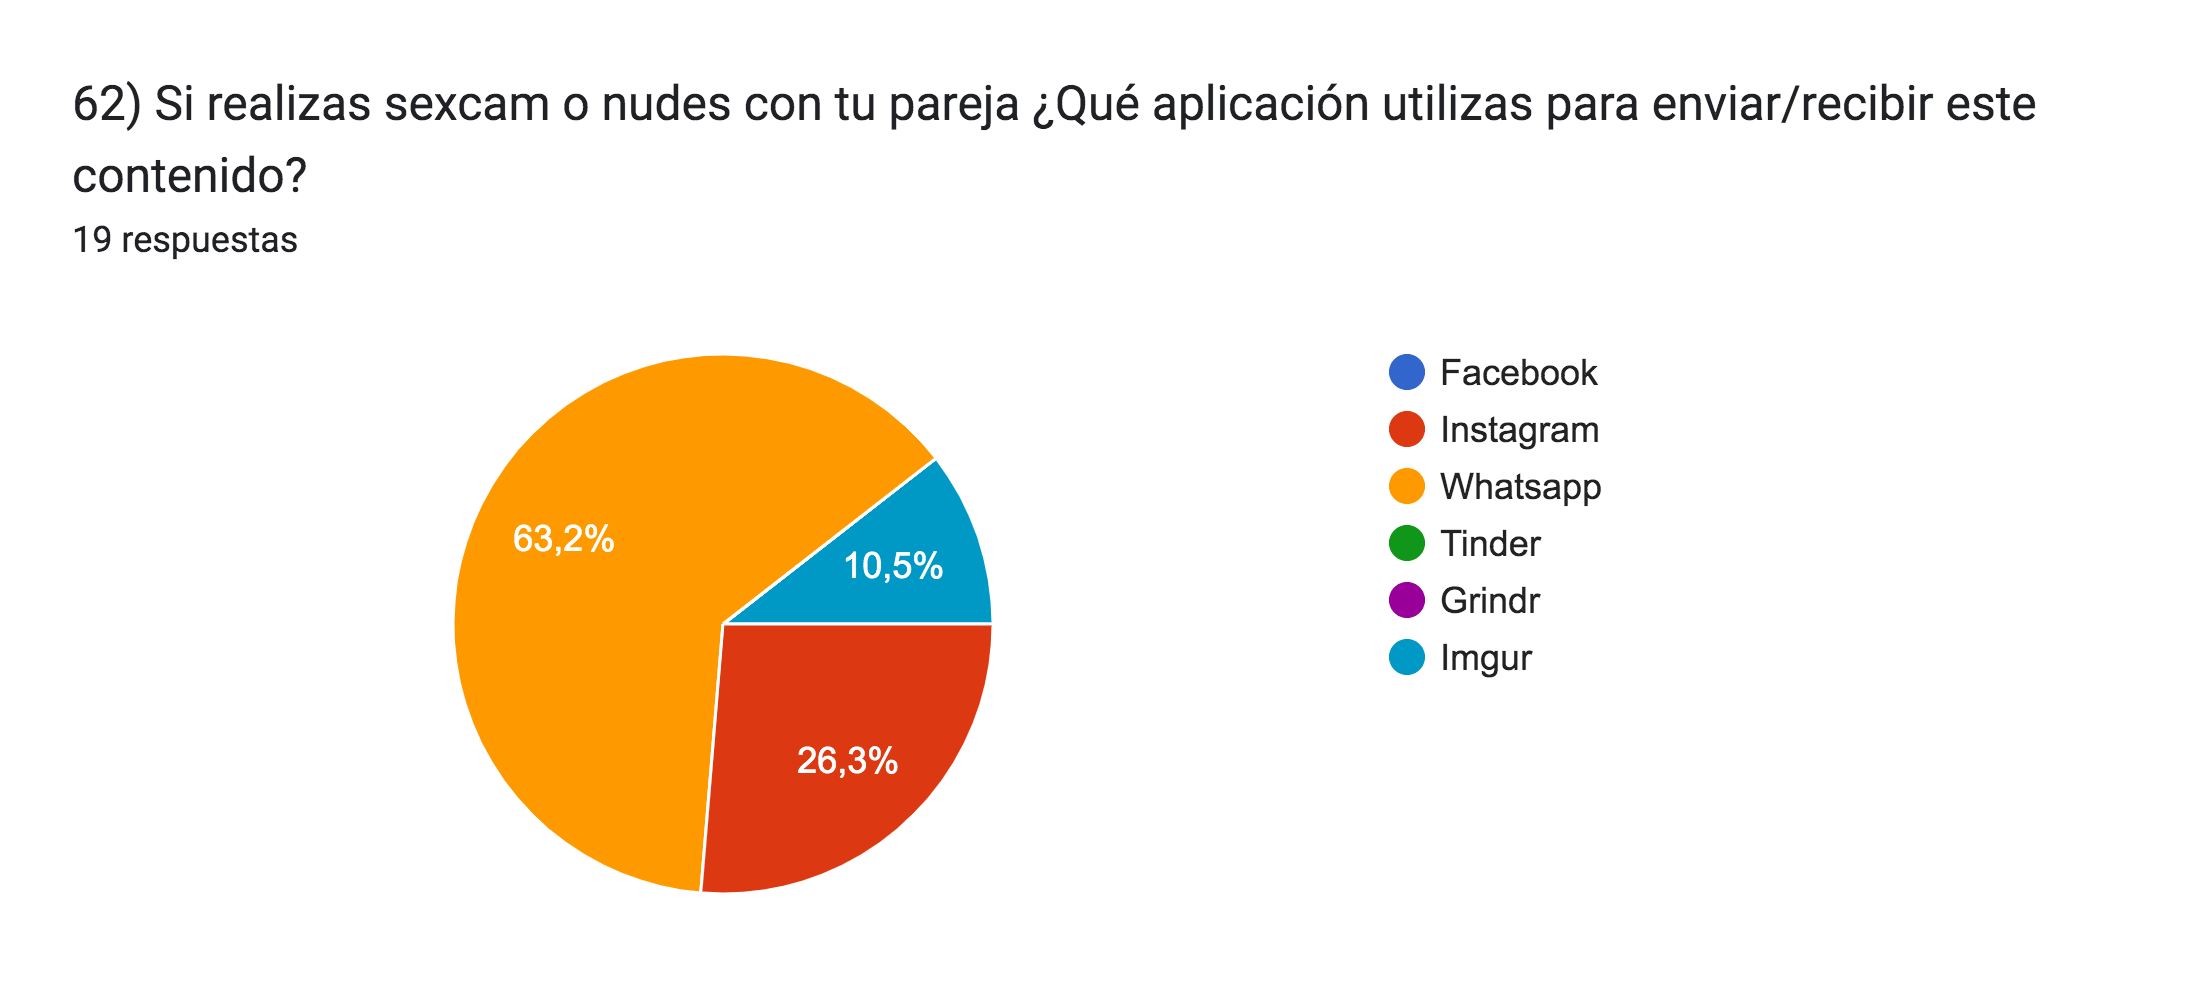 62) Si realizas sexcam o nudes con tu pareja ¿Qué aplicación utilizas para enviar/recibir este
contenido?
19 respuestas
63,2%
10,5%
26,3%
Facebook
Instagram
Whatsapp
Tinder
Grindr
Imgur